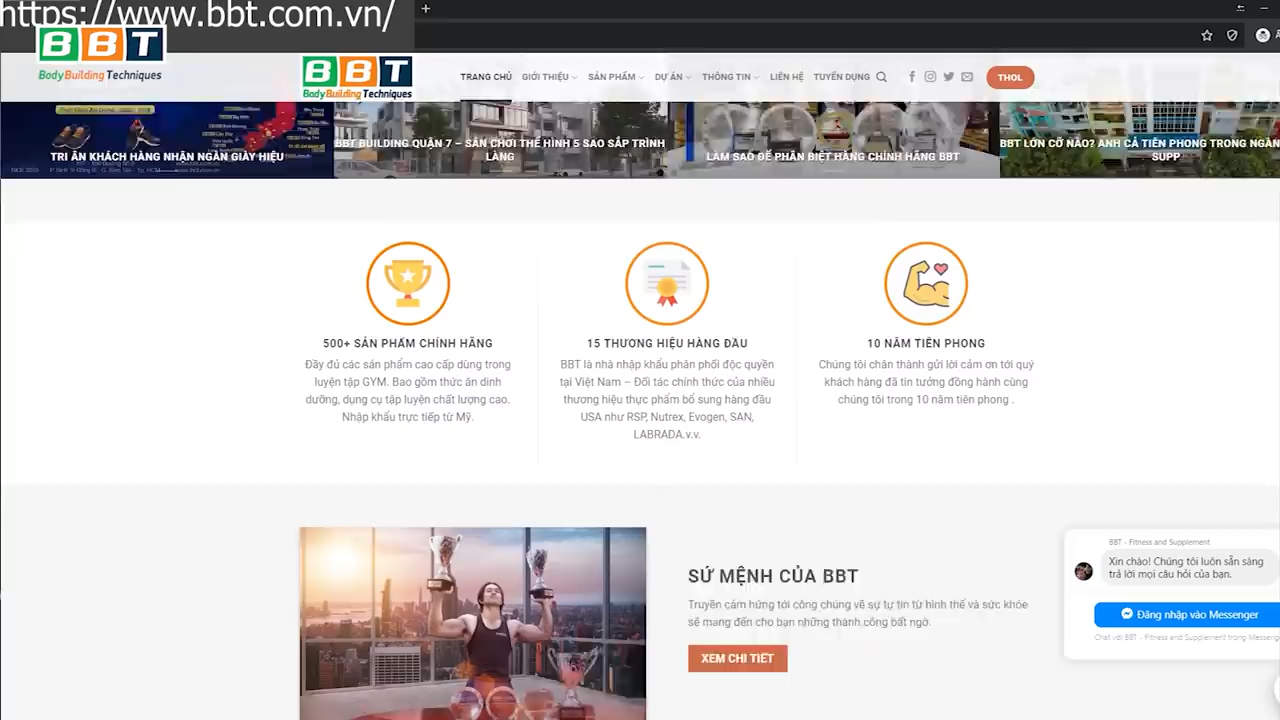 https://www.bbt.com.vn/
BBT
BodyBuilding Techniques
BBT
BodyBuilding Techniques
TRANG CHỦ GIỚI THIỆU SẢN PHẨM DỰ ÁN THÔNG TIN LIÊN HỆ TUYỂN DỤNG
THOL
TRI ÂN KHÁCH HÀNG NHẬN NGÀN GIÀY HIỆU
BBT BUILDING QUẬN 7 – SÂN CHƠI THỂ HÌNH 5 SAO SẮP TRÌNH
LÀNG
LÀM SAO ĐỂ PHÂN BIỆT HÀNG CHÍNH HÃNG BBT
BBT LỚN CỠ NÀO? ANH CẢ TIÊN PHONG TRONG NGÀN
SUPP
500+ SẢN PHẨM CHÍNH HÃNG
Đầy đủ các sản phẩm cao cấp dùng trong
luyện tập GYM. Bao gồm thức ăn dinh
dưỡng, dụng cụ tập luyện chất lượng cao.
Nhập khẩu trực tiếp từ Mỹ.
15 THƯƠNG HIỆU HÀNG ĐẦU
BBT là nhà nhập khẩu phân phối độc quyền
tại Việt Nam – Đối tác chính thức của nhiều
thương hiệu thực phẩm bổ sung hàng đầu
USA như RSP, Nutrex, Evogen, SAN,
LABRADA.v.v.
10 NĂM TIÊN PHONG
Chúng tôi chân thành gửi lời cảm ơn tới quý
khách hàng đã tin tưởng đồng hành cùng
chúng tôi trong 10 năm tiên phong .
SỨ MỆNH CỦA BBT
Truyền cảm hứng tới công chúng về sự tự tin từ hình thể và sức khỏe
sẽ mang đến cho bạn những thành công bất ngờ.
XEM CHI TIẾT
BBT - Fitness and Supplement
Xin chào! Chúng tôi luôn sẵn sàng
trả lời mọi câu hỏi của bạn.
Đăng nhập vào Messenger
Chat với BBT - Fitness and Supplement trong Messeng